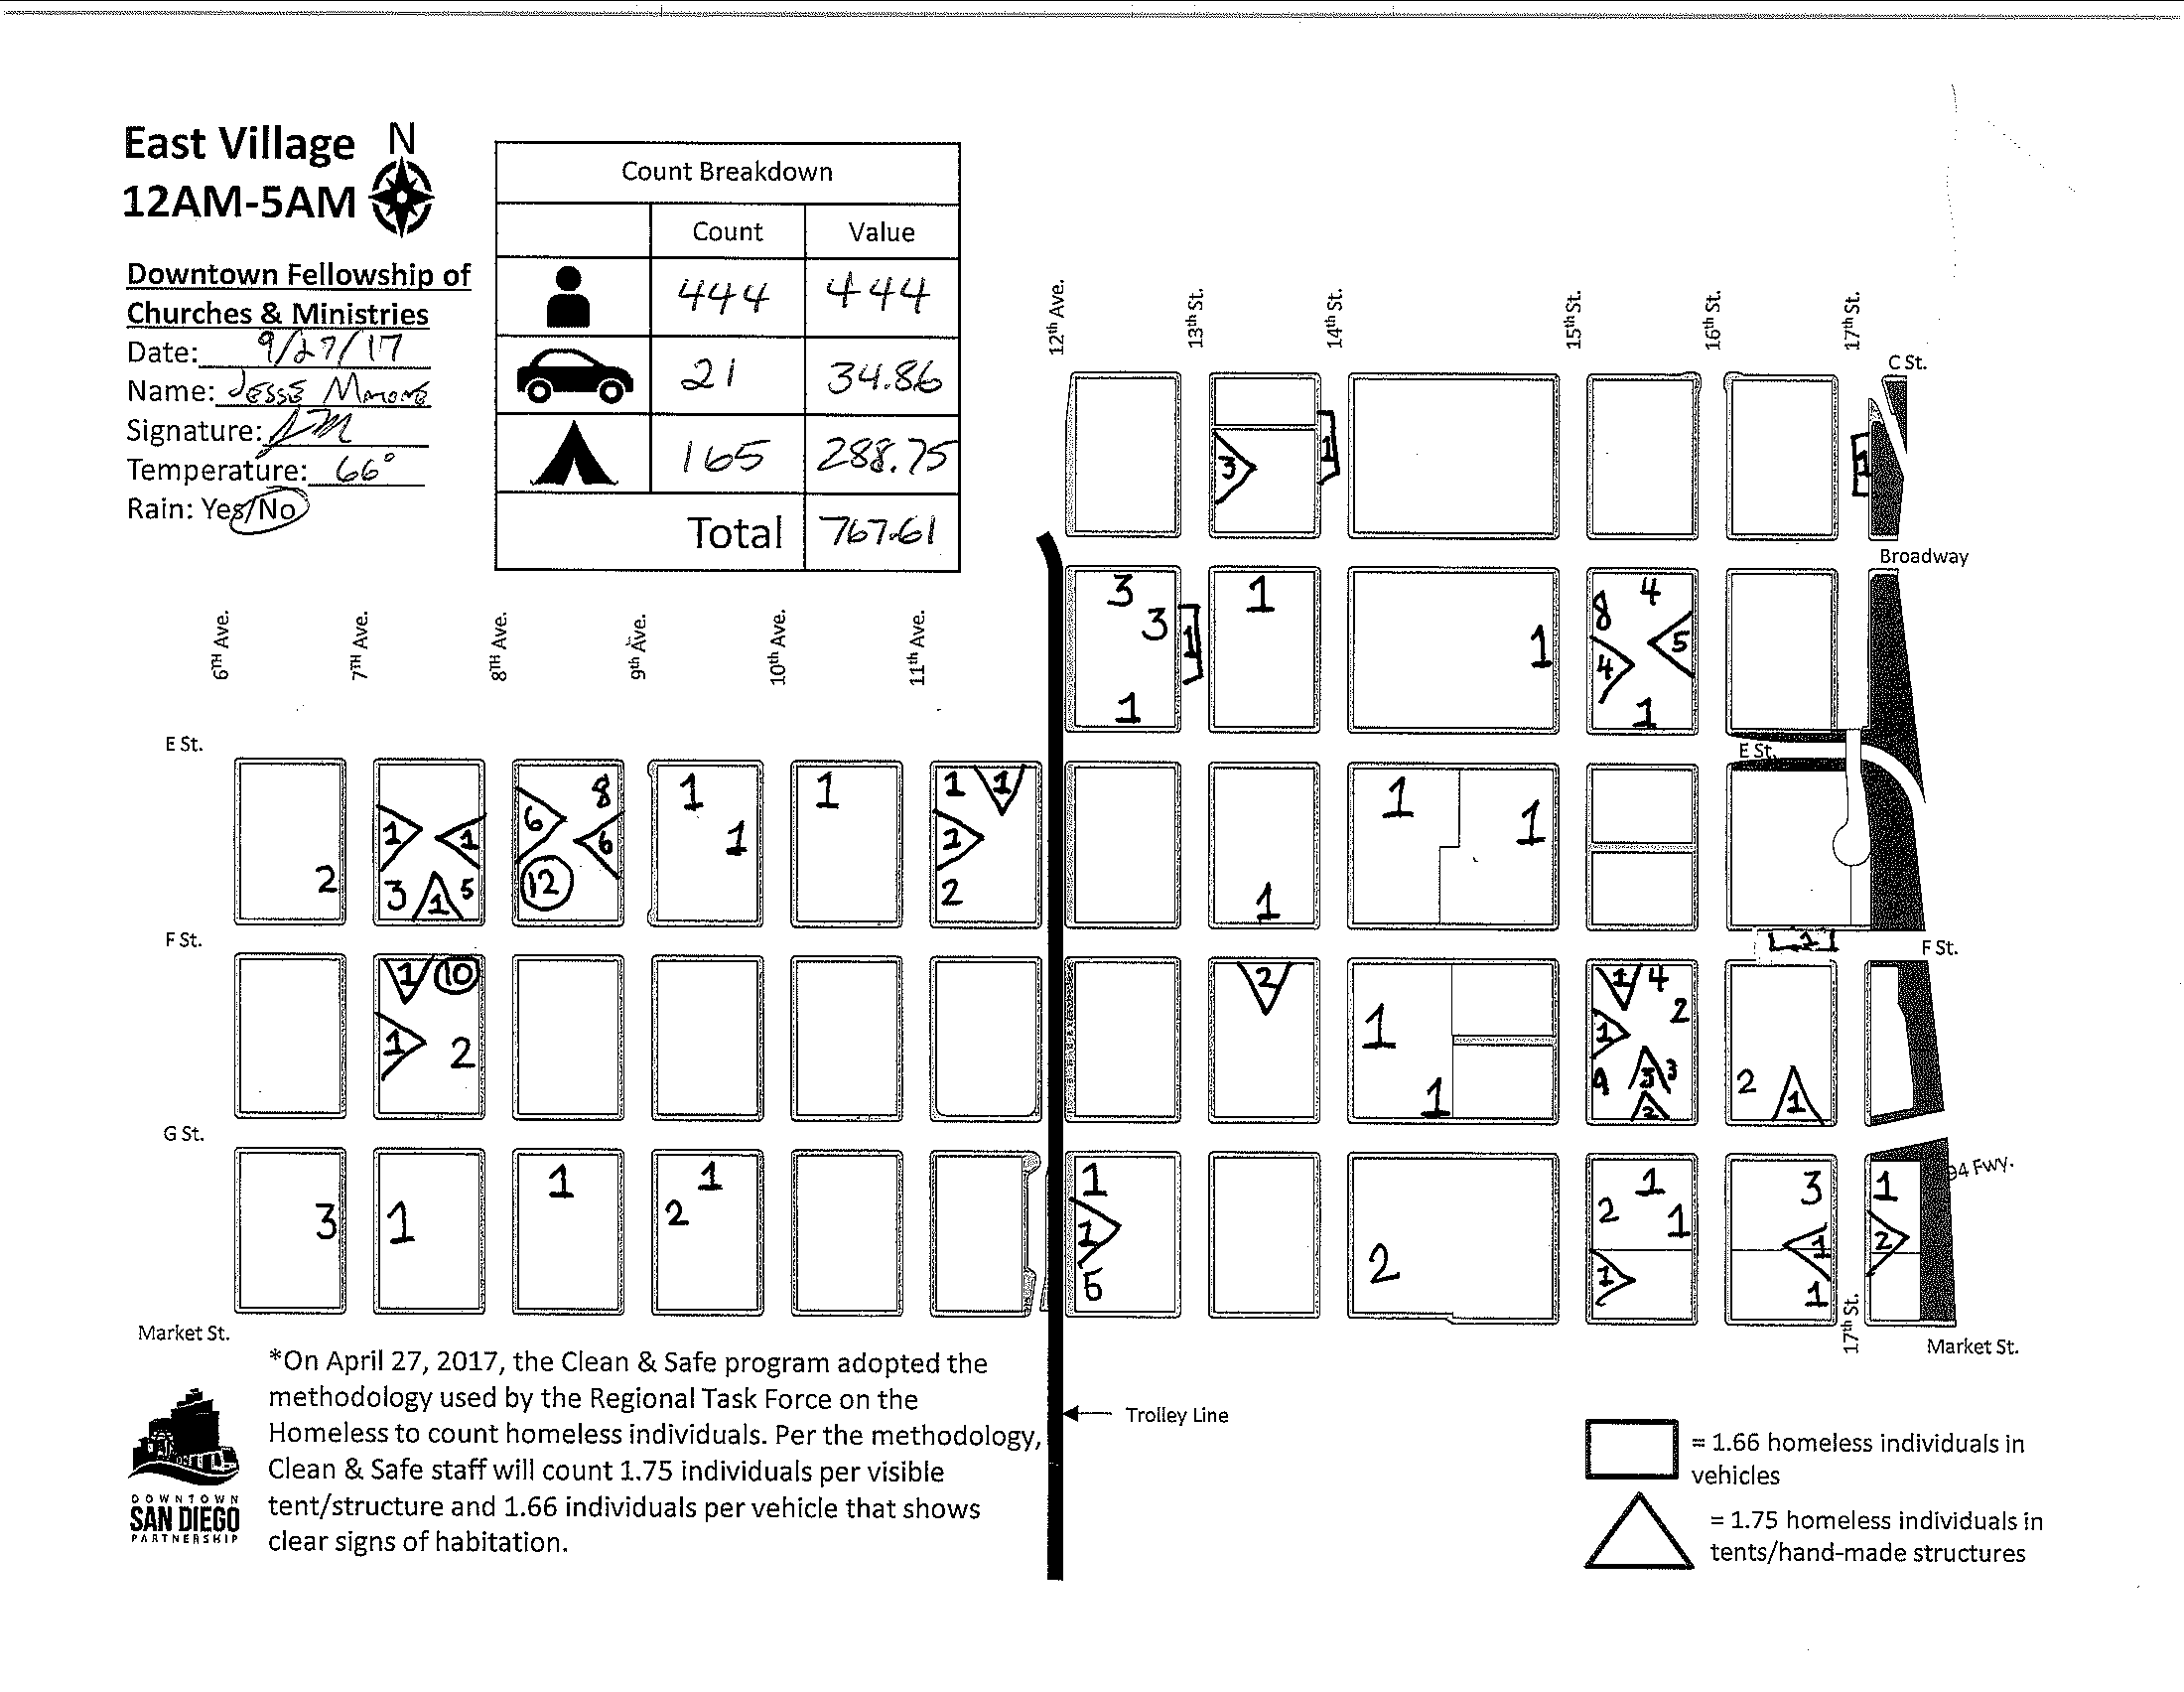 East Village
12AM-5AM
N
Downtown Fellowship of
Churches & Ministries
Date: 9/27/17
Name: Jesse
Signature:
Temperature: 66°
Rain: Yes/No
Count Breakdown
Count Value
444 444
21 34.86
165 288.75
Total 767.61
12th Ave.
13th St.
14th St.
15th St.
16th St.
17th St.
C St.
3 1 1
Broadway
3 3 1 1
1
1
8 4 4 5 1
6TH Ave.
7TH Ave.
8TH Ave.
9th Ave.
10th Ave.
11th Ave.
E St.
E St.
2
1 1 3 1 5
6 8 6 12
1 1
1
1 1 1 2
1
1 1
1
F St.
F St.
1 10 1 2
2
1 1
1 4 2 1 9 3 3 2
2 1
G St.
3
1
1
1 2
1 1 5
2
1 2 1 1
3 1 1
1 2
94 Fwy.
17th St.
Market St.
Market St.
*On April 27, 2017, the Clean & Safe program adopted the
methodology used by the Regional Task Force on the
Homeless to count homeless individuals. Per the methodology,
Clean & Safe staff will count 1.75 individuals per visible
tent/structure and 1.66 individuals per vehicle that shows
clear signs of habitation.
DOWNTOWN
SAN DIEGO
PARTNERSHIP
Trolley Line
= 1.66 homeless individuals in
vehicles
= 1.75 homeless individuals in
tents/hand-made structures